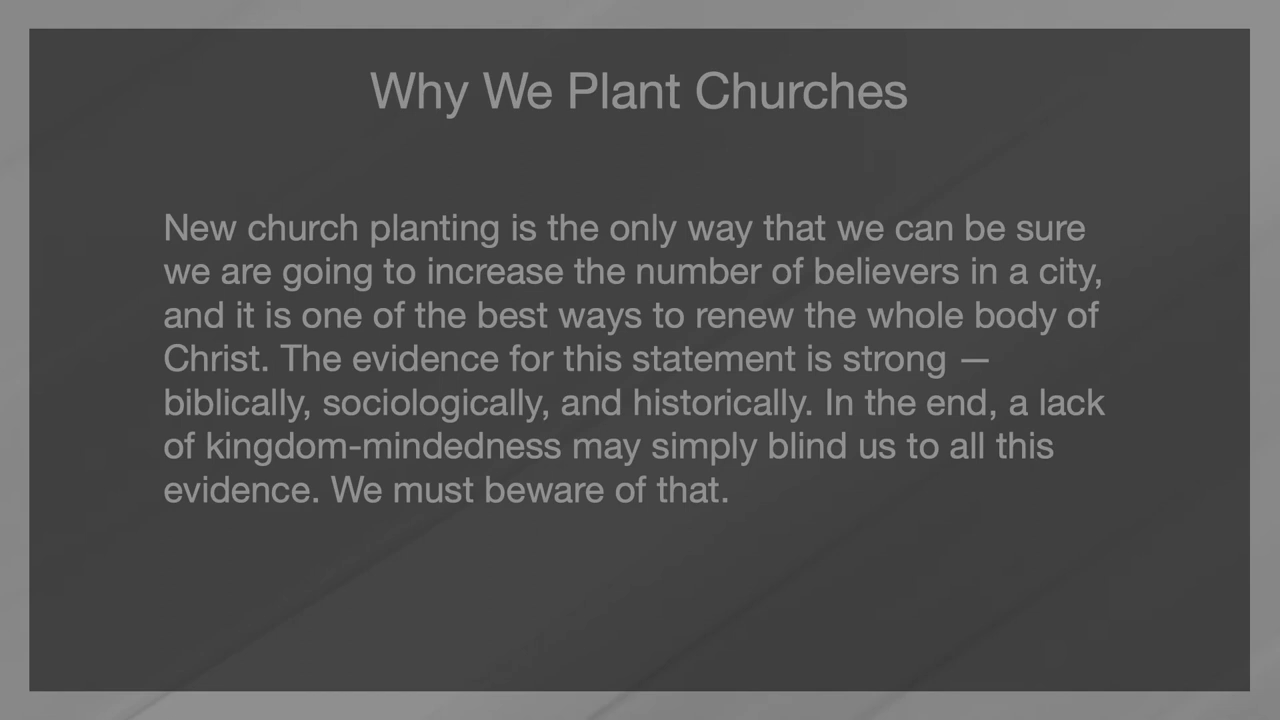 Why We Plant Churches
New church planting is the only way that we can be sure
we are going to increase the number of believers in a city,
and it is one of the best ways to renew the whole body of
Christ. The evidence for this statement is strong —
biblically, sociologically, and historically. In the end, a lack
of kingdom-mindedness may simply blind us to all this
evidence. We must beware of that.